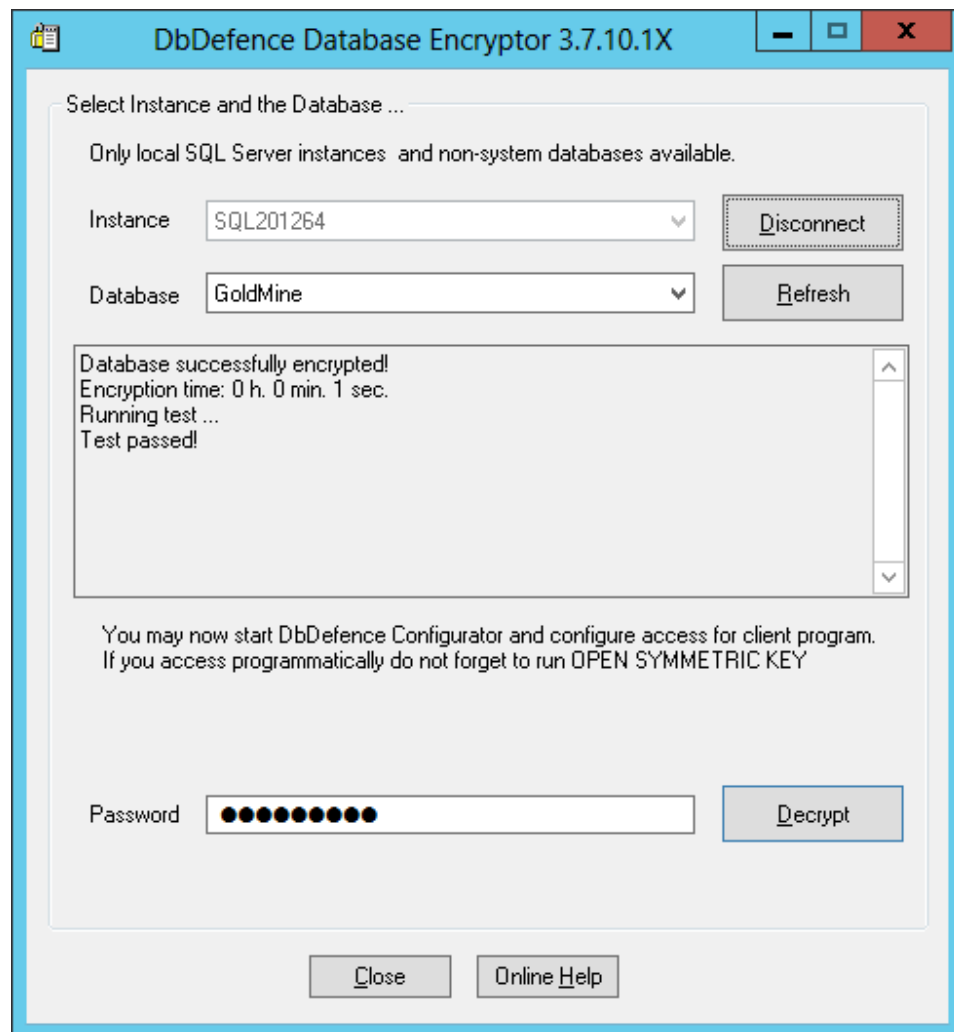 DbDefence Database Encryptor 3.7.10.1X
Select Instance and the Database ...
Only local SQL Server instances and non-system databases available.
Instance
SQL201264
Disconnect
Database
GoldMine
Refresh
Database successfully encrypted!
Encryption time: 0 h. 0 min. 1 sec.
Running test ...
Test passed!
You may now start DbDefence Configurator and configure access for client program.
If you access programmatically do not forget to run OPEN SYMMETRIC KEY
Password
●●●●●●●●●
Decrypt
Close
Online Help